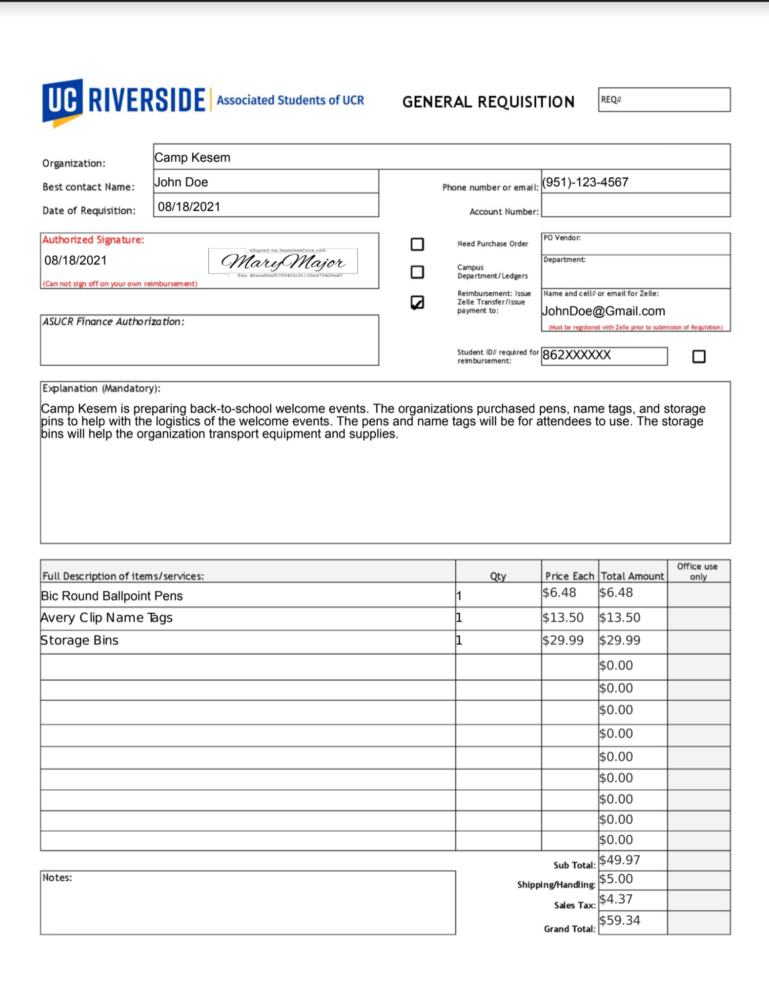 UC RIVERSIDE Associated Students of UCR
GENERAL REQUISITION
REQ#
Organization: Camp Kesem
Best contact Name: John Doe
Phone number or email: (951)-123-4567
Date of Requisition: 08/18/2021
Account Number:
Authorized Signature:
08/18/2021
eSigned via SeamlessDocs.com
Mary Major
Key: 49aaa8daf5763402c31133ed73433e60
(Can not sign off on your own reimbursement)
Need Purchase Order
PO Vendor:
Campus
Department/Ledgers
Department:
Reimbursement: Issue
Zelle Transfer/Issue
payment to:
Name and cell# or email for Zelle:
JohnDoe@Gmail.com
(Must be registered with Zelle prior to submission of Requisition)
ASUCR Finance Authorization:
Student ID# required for
reimbursement:
862XXXXXX
Explanation (Mandatory):
Camp Kesem is preparing back-to-school welcome events. The organizations purchased pens, name tags, and storage
pins to help with the logistics of the welcome events. The pens and name tags will be for attendees to use. The storage
bins will help the organization transport equipment and supplies.
Full Description of items/services: Qty Price Each Total Amount Office use only
Bic Round Ballpoint Pens 1 $6.48 $6.48
Avery Clip Name Tags 1 $13.50 $13.50
Storage Bins 1 $29.99 $29.99
$0.00
$0.00
$0.00
$0.00
$0.00
$0.00
$0.00
$0.00
$0.00
Sub Total: $49.97
Notes:
Shipping/Handling: $5.00
Sales Tax: $4.37
Grand Total: $59.34